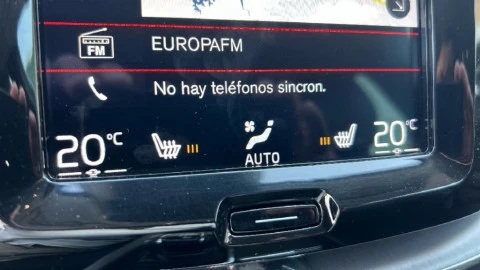 FM
EUROPAFM
No hay teléfonos sincron.
20°C
AUTO
20°C